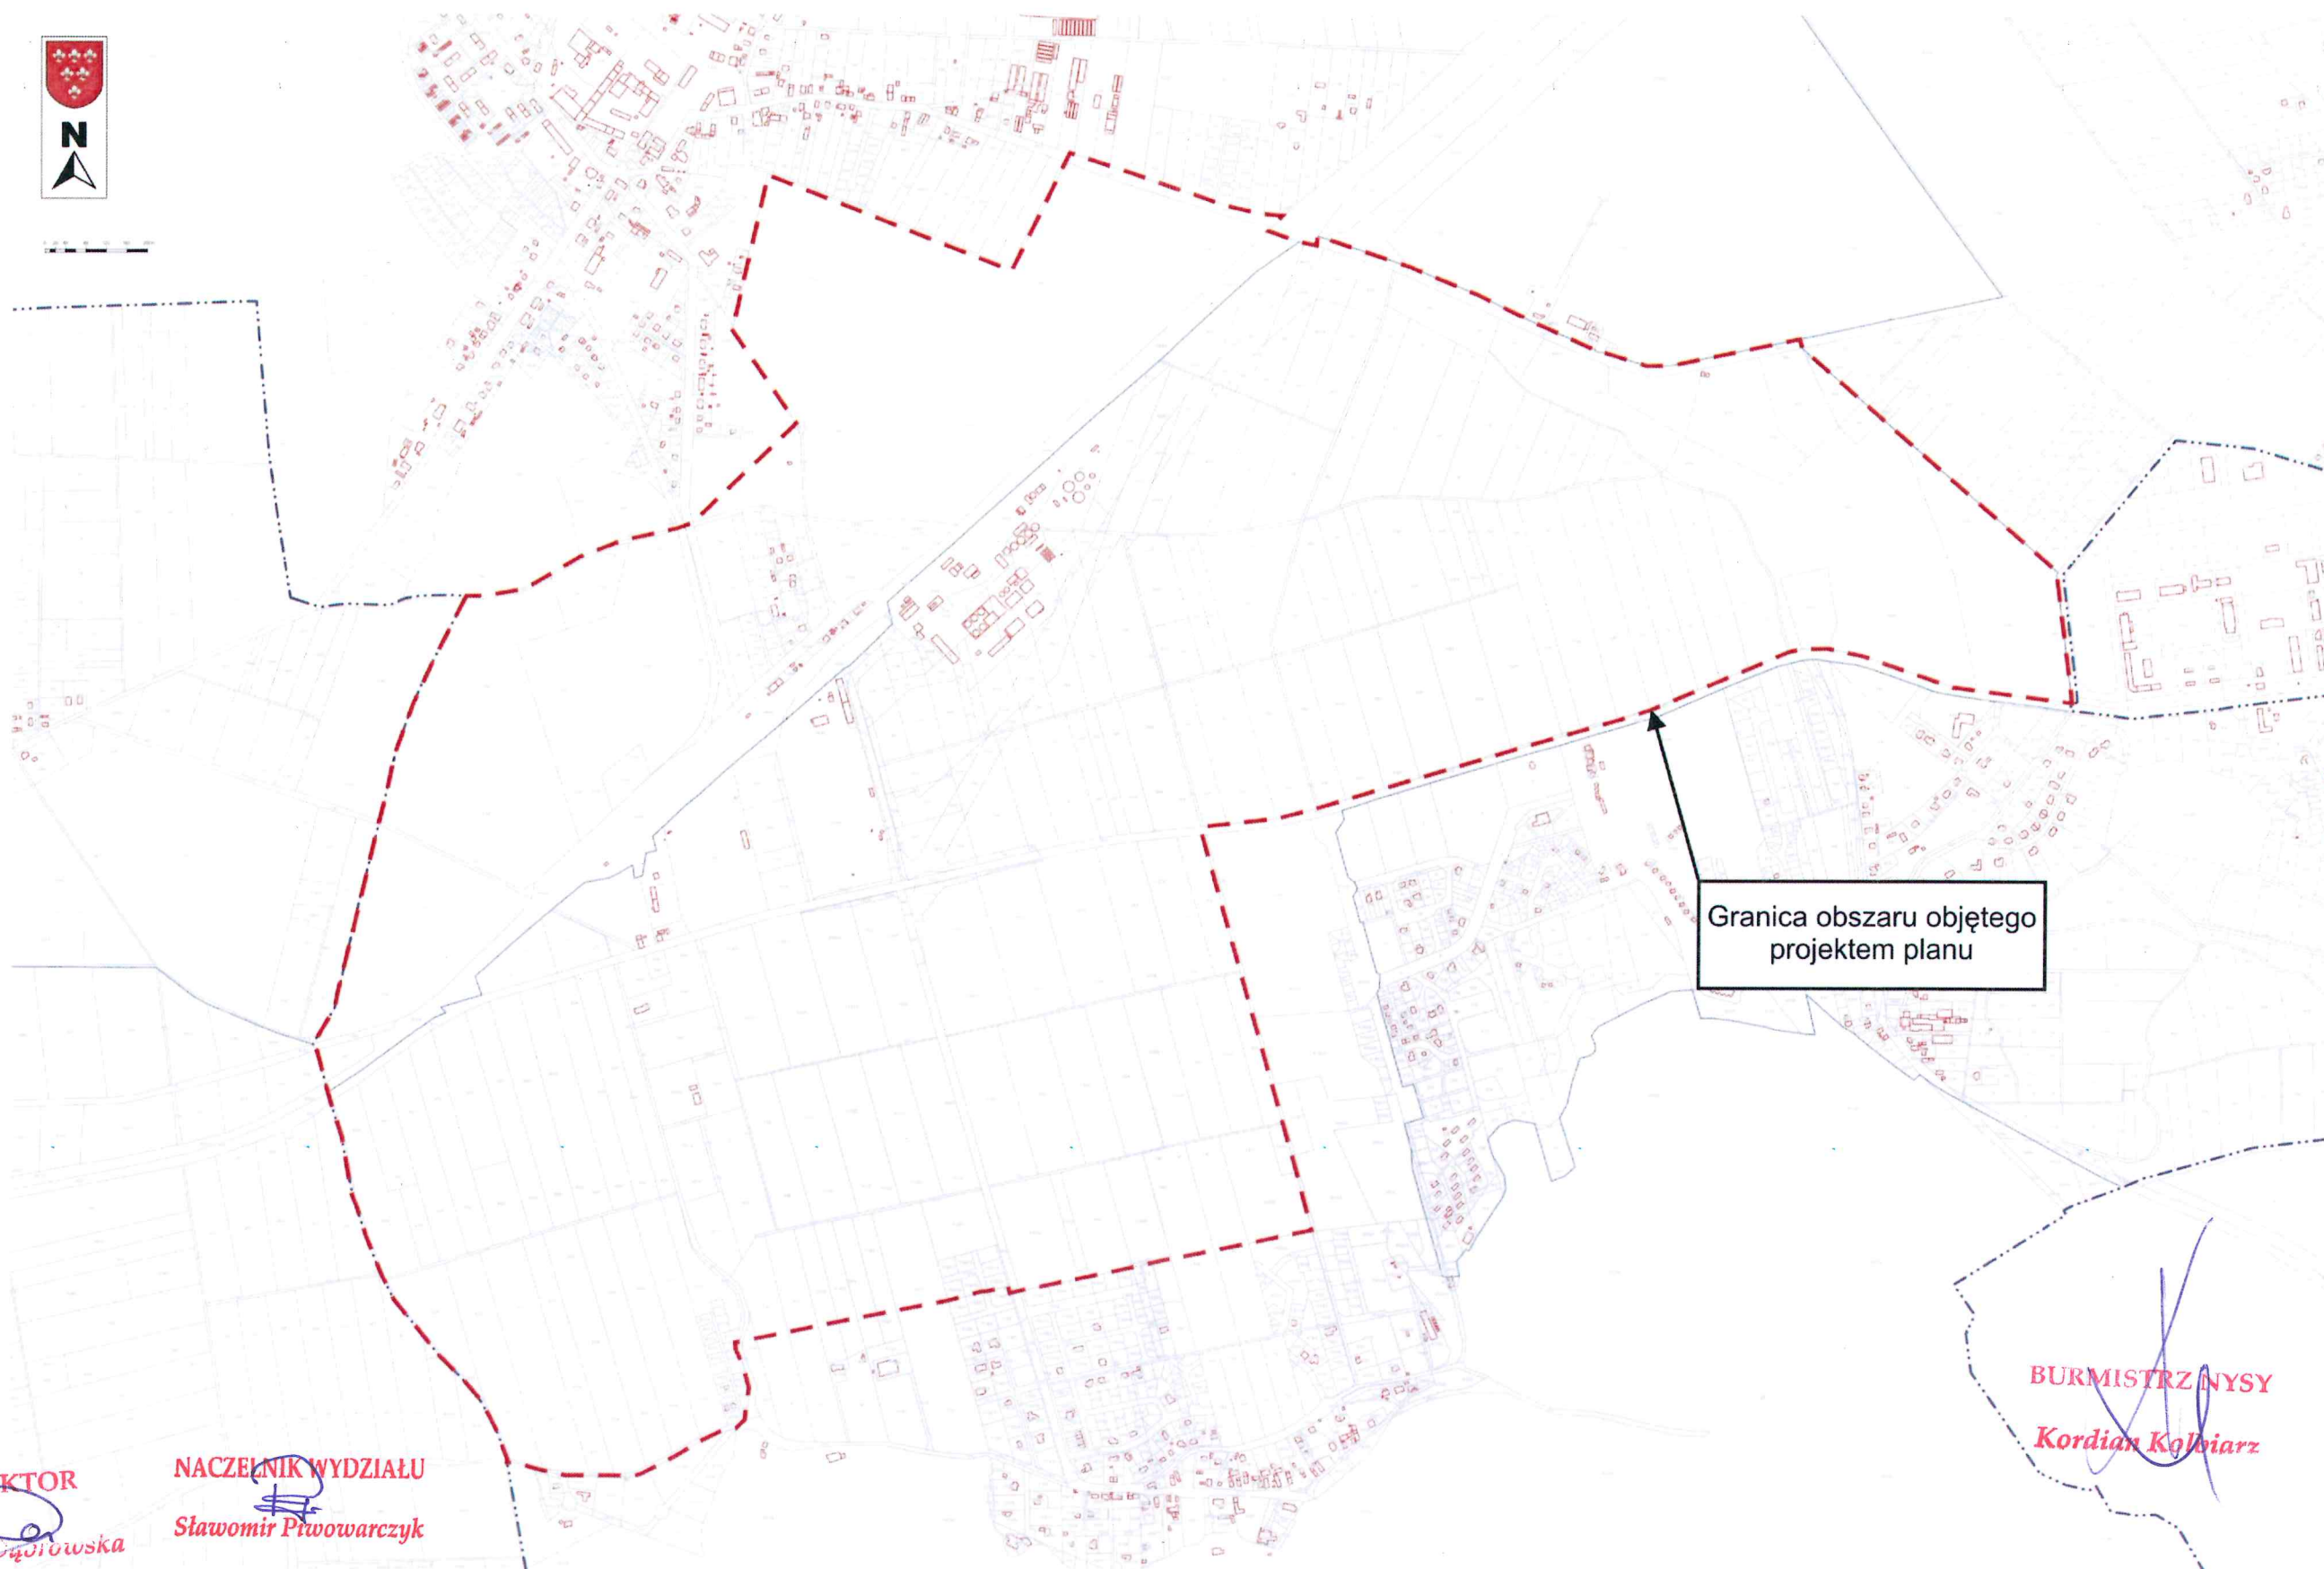 N
Granica obszaru objętego
projektem planu
BURMISTRZ NYSY
Kordian Kolbiarz
NACZELNIK WYDZIAŁU
Sławomir Piwowarczyk
KTOR